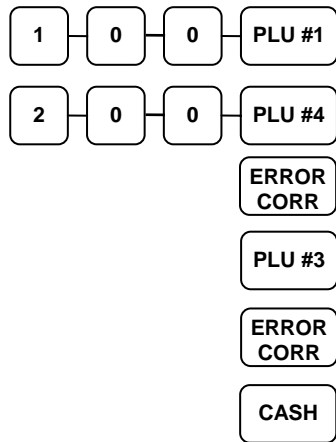 1 0 0 PLU #1
2 0 0 PLU #4
ERROR
CORR
PLU #3
ERROR
CORR
CASH